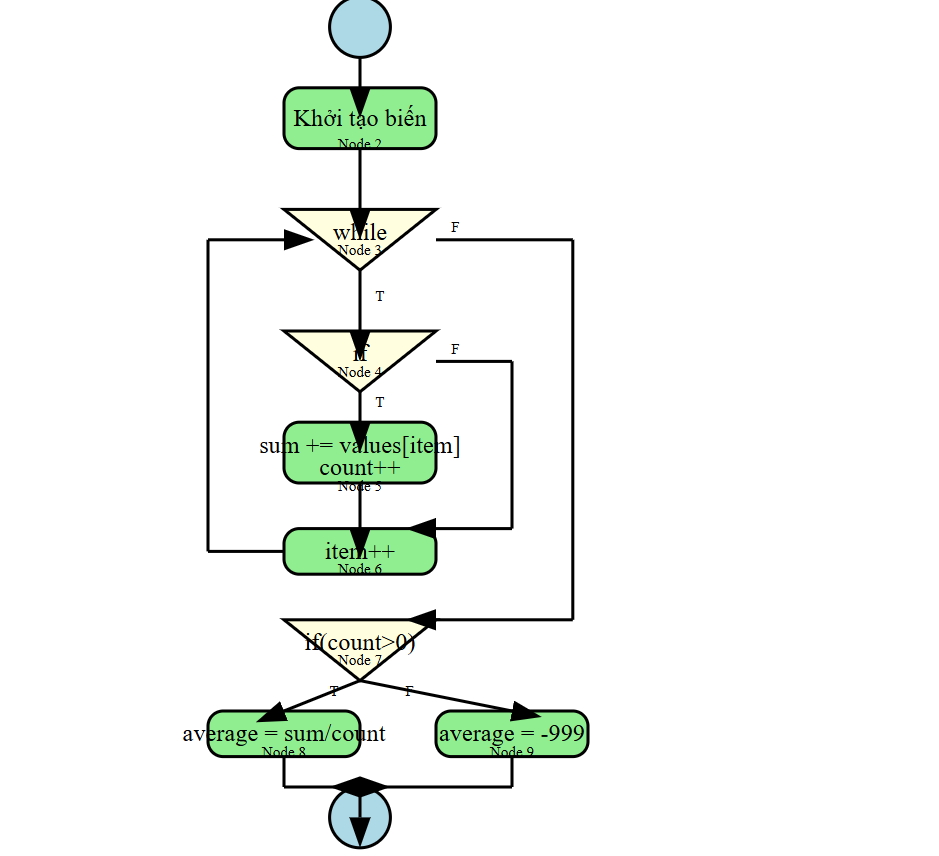 Khởi tạo biến
Node 2
while
Node 3
F
T
if
Node 4
F
T
sum += values[item]
count++
Node 5
item++
Node 6
if(count>0)
Node 7
T
F
average = sum/count
Node 8
average = -999
Node 9